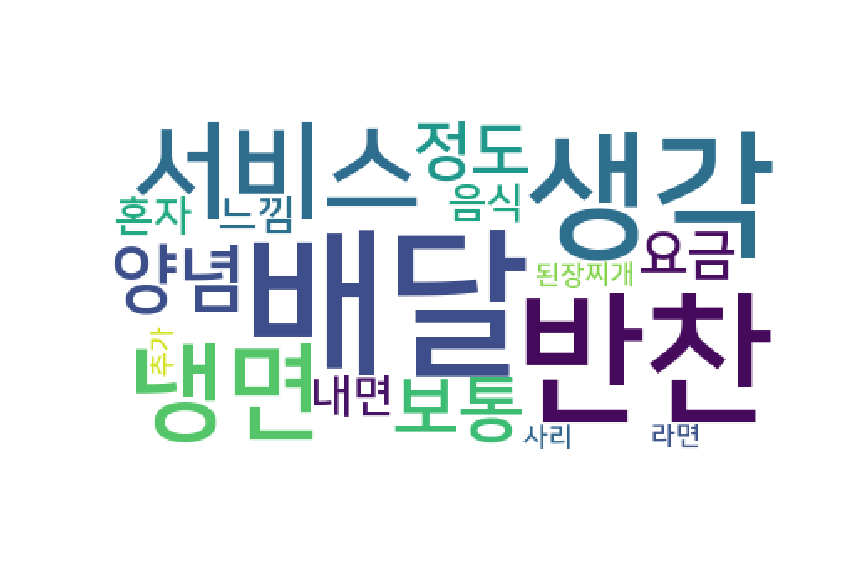 서비스 정도 생각
혼자 느낌 음식
양념 배달 된장찌개 요금
추가 냉면 내면 보통 반찬
사리 라면